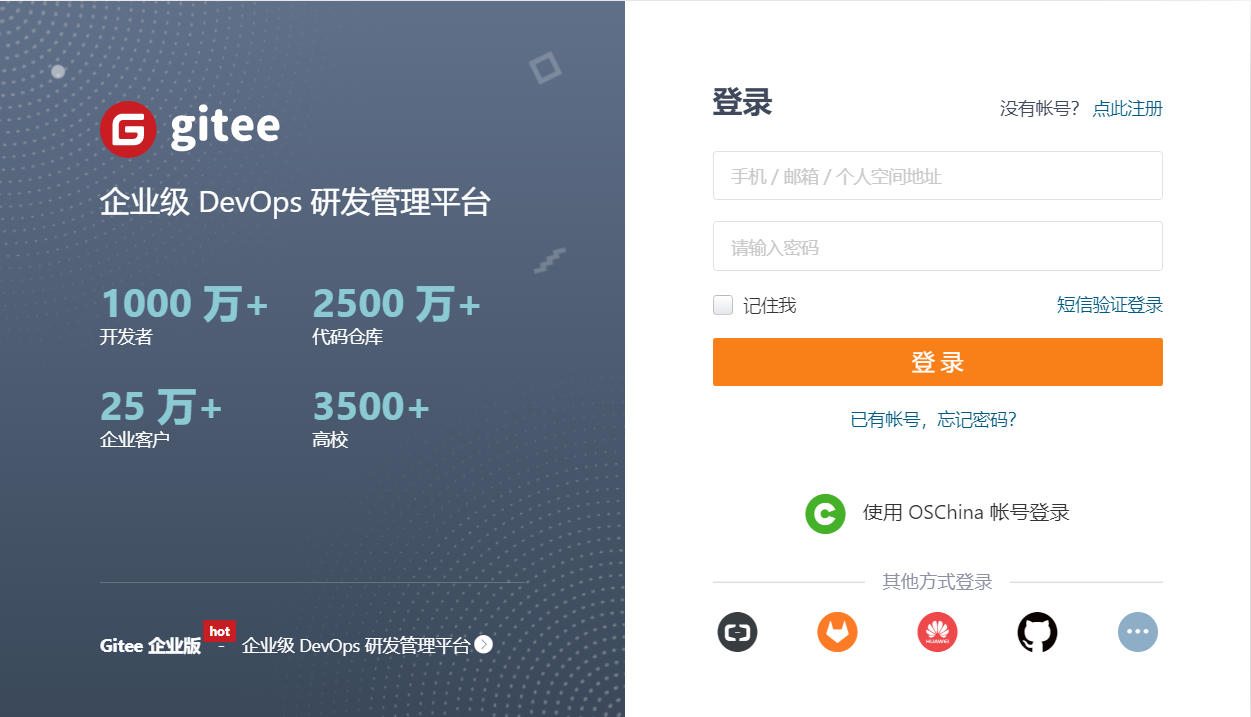 gitee
企业级 DevOps 研发管理平台
1000 万+
2500 万+
开发者
代码仓库
25 万+
3500+
企业客户
高校
hot
Gitee 企业版 - 企业级 DevOps 研发管理平台
登录
没有帐号？ 点此注册
手机 / 邮箱 / 个人空间地址
请输入密码
记住我
短信验证登录
登 录
已有帐号，忘记密码？
使用 OSChina 帐号登录
其他方式登录
HUAWEI